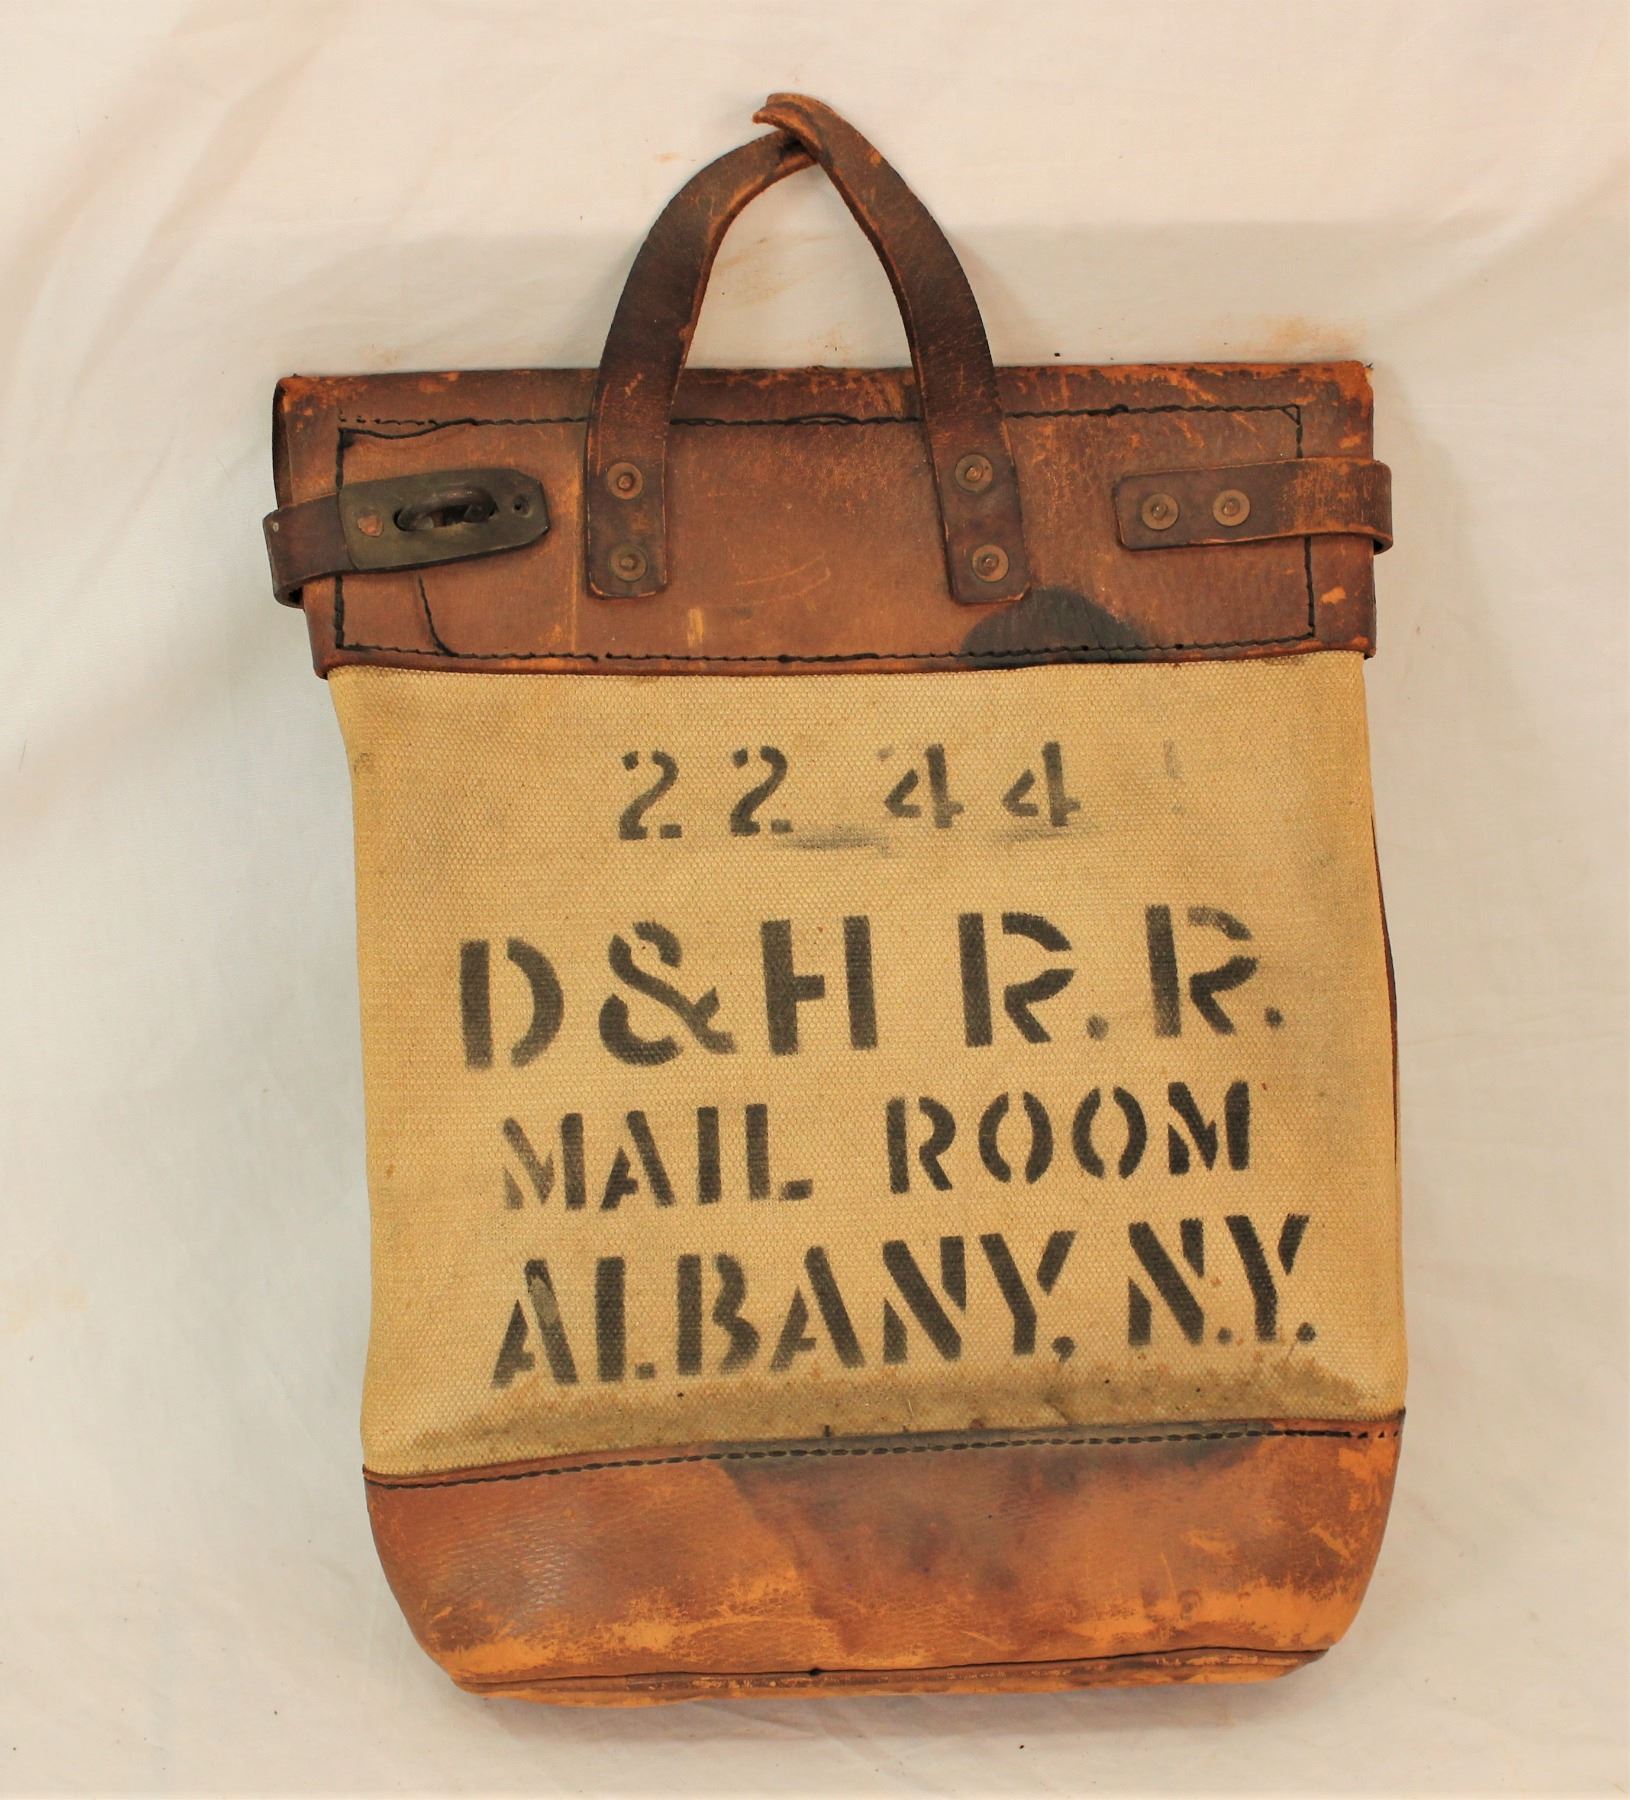 22 44
D&H R.R.
MAIL ROOM
ALBANY, N.Y.